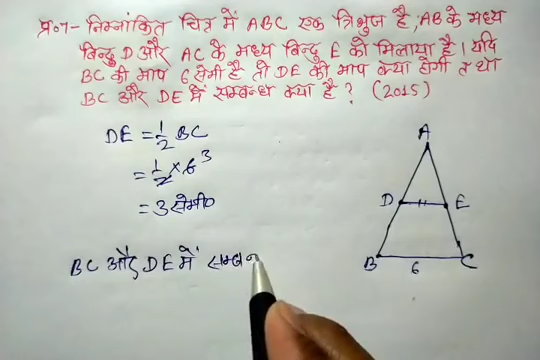 प्र०7- निम्नांकित चित्र में ABC एक त्रिभुज है, AB के मध्य
बिन्दु D और AC के मध्य बिन्दु E को मिलाया है। यदि
BC की माप 6 सेमी है तो DE की माप क्या होगी तथा
BC और DE में सम्बन्ध क्या है? (2015)
DE = 1/2 BC
= 1/2 × 6 3
= 3 सेमी०
BC और DE में सम्बन
A
D E
B 6 C